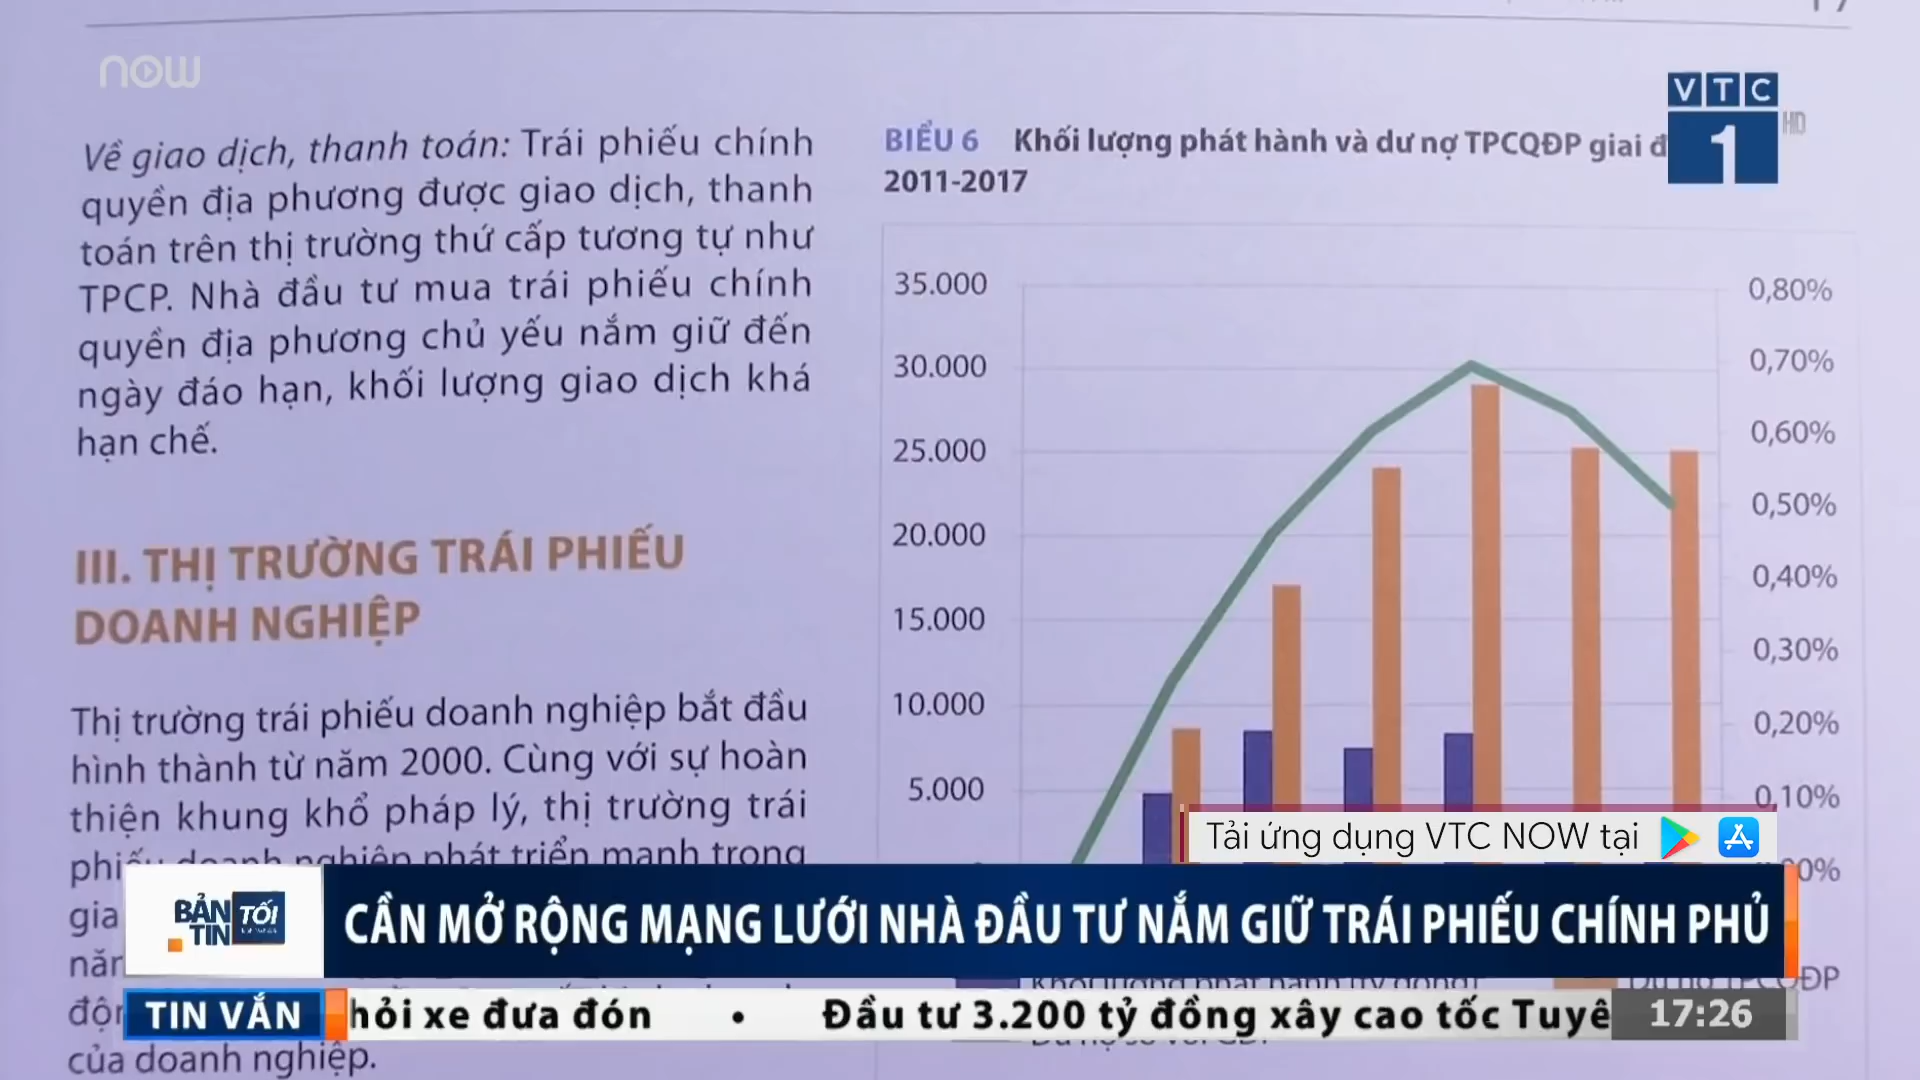 now
VTC
1
HD
Về giao dịch, thanh toán: Trái phiếu chính
quyền địa phương được giao dịch, thanh
toán trên thị trường thứ cấp tương tự như
TPCP. Nhà đầu tư mua trái phiếu chính
quyền địa phương chủ yếu nắm giữ đến
ngày đáo hạn, khối lượng giao dịch khá
hạn chế.
III. THỊ TRƯỜNG TRÁI PHIẾU
DOANH NGHIỆP
Thị trường trái phiếu doanh nghiệp bắt đầu
hình thành từ năm 2000. Cùng với sự hoàn
thiện khung khổ pháp lý, thị trường trái
phiếu doanh nghiệp phát triển mạnh trong
gia
của doanh nghiệp.
BIỂU 6 Khối lượng phát hành và dư nợ TPCQĐP giai đ
2011-2017
35.000
30.000
25.000
20.000
15.000
10.000
5.000
0,80%
0,70%
0,60%
0,50%
0,40%
0,30%
0,20%
0,10%
Tải ứng dụng VTC NOW tại
BẢN TIN TỐI
CẦN MỞ RỘNG MẠNG LƯỚI NHÀ ĐẦU TƯ NẮM GIỮ TRÁI PHIẾU CHÍNH PHỦ
TIN VẮN
hỏi xe đưa đón • Đầu tư 3.200 tỷ đồng xây cao tốc Tuyê
17:26